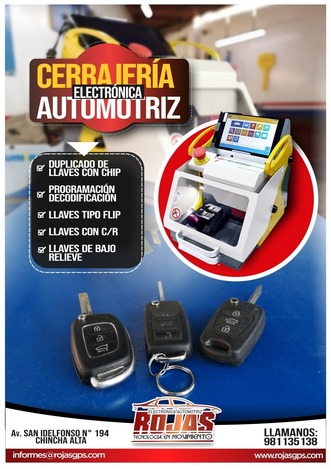 CERRAJERÍA
ELECTRÓNICA
AUTOMOTRIZ
DUPLICADO DE
LLAVES CON CHIP
PROGRAMACIÓN
DECODIFICACIÓN
LLAVES TIPO FLIP
LLAVES CON C/R
LLAVES DE BAJO
RELIEVE
ELECTRÓNICA AUTOMOTRIZ
ROJAS
TECNOLOGÍA EN MOVIMIENTO
Av. SAN IDELFONSO N° 194
CHINCHA ALTA
LLAMANOS:
981 135 138
informes@rojasgps.com
www.rojasgps.com